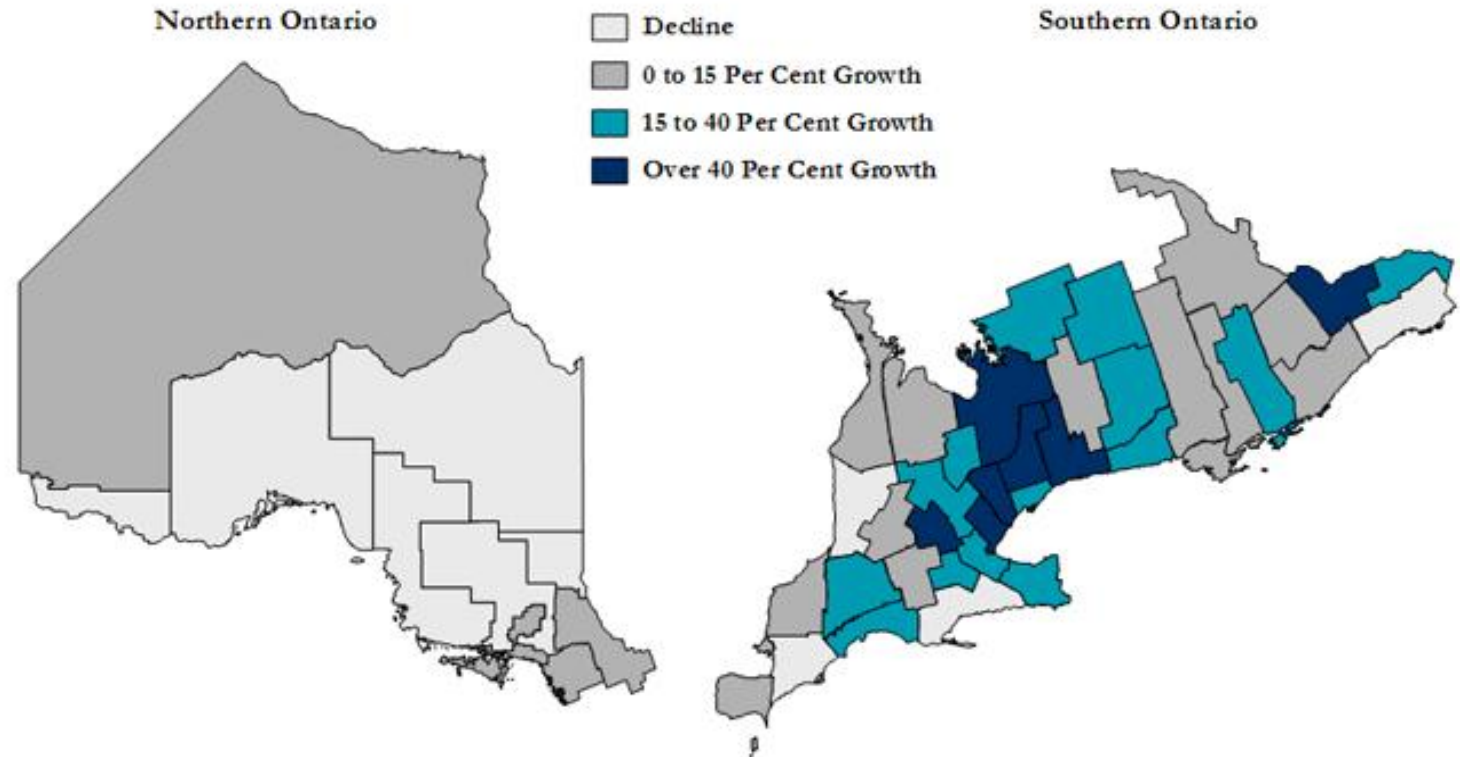 Northern Ontario
Decline
0 to 15 Per Cent Growth
15 to 40 Per Cent Growth
Over 40 Per Cent Growth
Southern Ontario